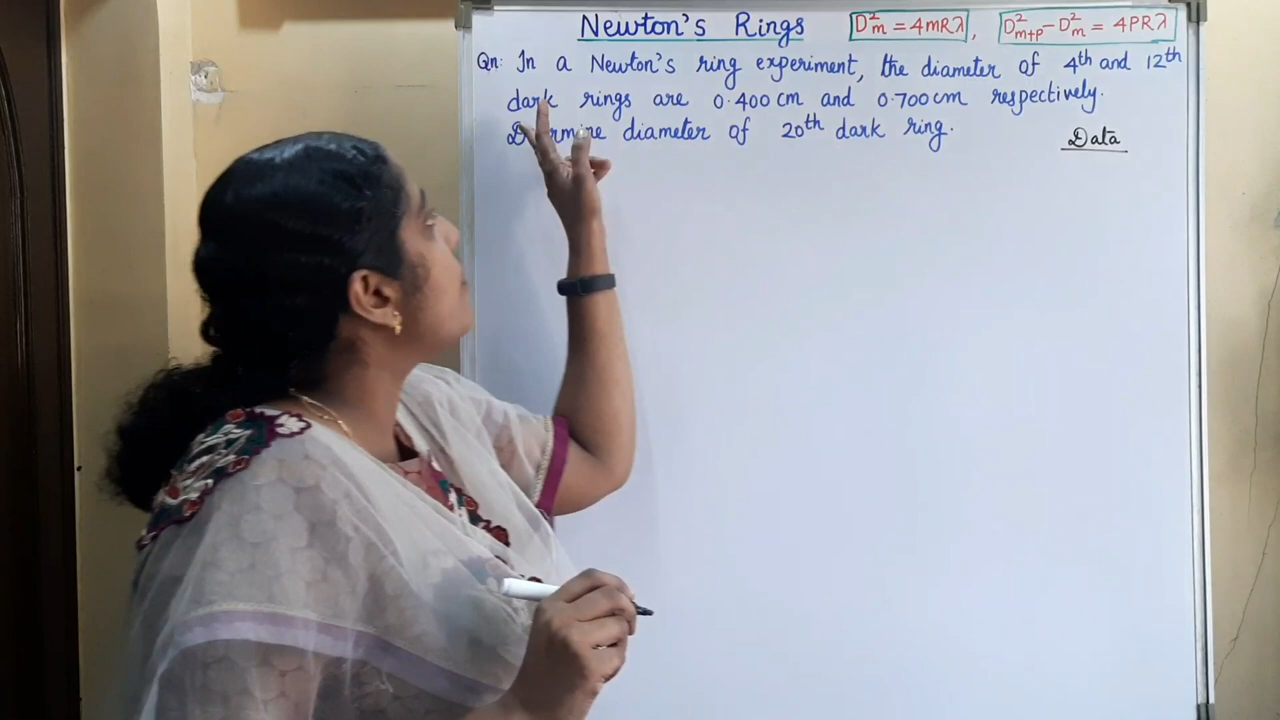 Newton's Rings D²m = 4mRλ, D²m+p - D²m = 4PRλ
Qn: In a Newton's ring experiment, the diameter of 4th and 12th
dark rings are 0.400 cm and 0.700 cm respectively.
diameter of 20th dark ring.
Data